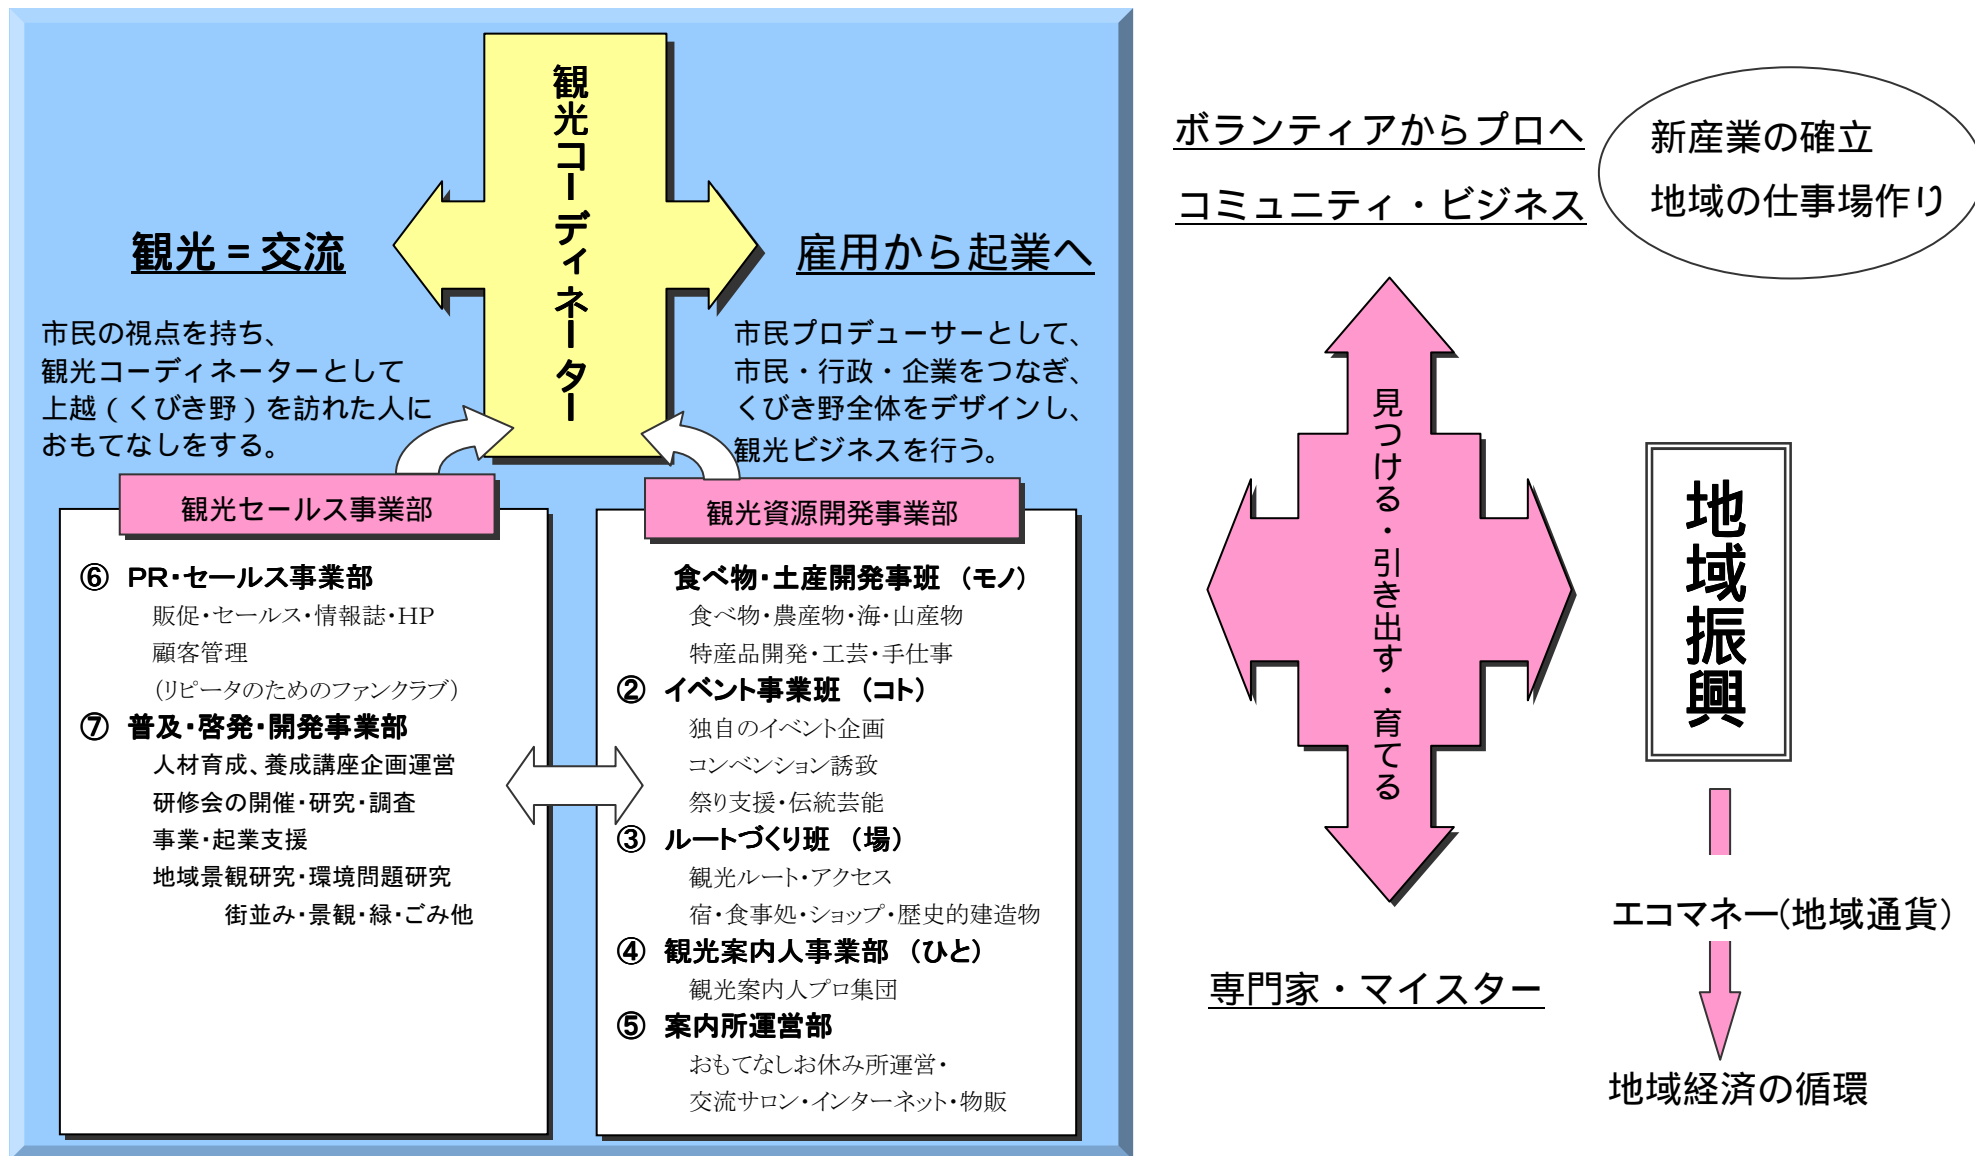 観光コーディネーター
観光=交流
雇用から起業へ
市民の視点を持ち、
観光コーディネーターとして
上越(くびき野)を訪れた人に
おもてなしをする。
市民プロデューサーとして、
市民・行政・企業をつなぎ、
くびき野全体をデザインし、
観光ビジネスを行う。
観光セールス事業部
⑥ PR・セールス事業部
販促・セールス・情報誌・HP
顧客管理
(リピータのためのファンクラブ)
⑦ 普及・啓発・開発事業部
人材育成、養成講座企画運営
研修会の開催・研究・調査
事業・起業支援
地域景観研究・環境問題研究
街並み・景観・緑・ごみ他
観光資源開発事業部
食べ物・土産開発事班 (モノ)
食べ物・農産物・海・山産物
特産品開発・工芸・手仕事
② イベント事業班 (コト)
独自のイベント企画
コンベンション誘致
祭り支援・伝統芸能
③ ルートづくり班 (場)
観光ルート・アクセス
宿・食事処・ショップ・歴史的建造物
④ 観光案内人事業部 (ひと)
観光案内人プロ集団
⑤ 案内所運営部
おもてなしお休み所運営・
交流サロン・インターネット・物販
ボランティアからプロへ
コミュニティ・ビジネス
新産業の確立
地域の仕事場作り
見つける・引き出す・育てる
専門家・マイスター
地域振興
エコマネー(地域通貨)
地域経済の循環